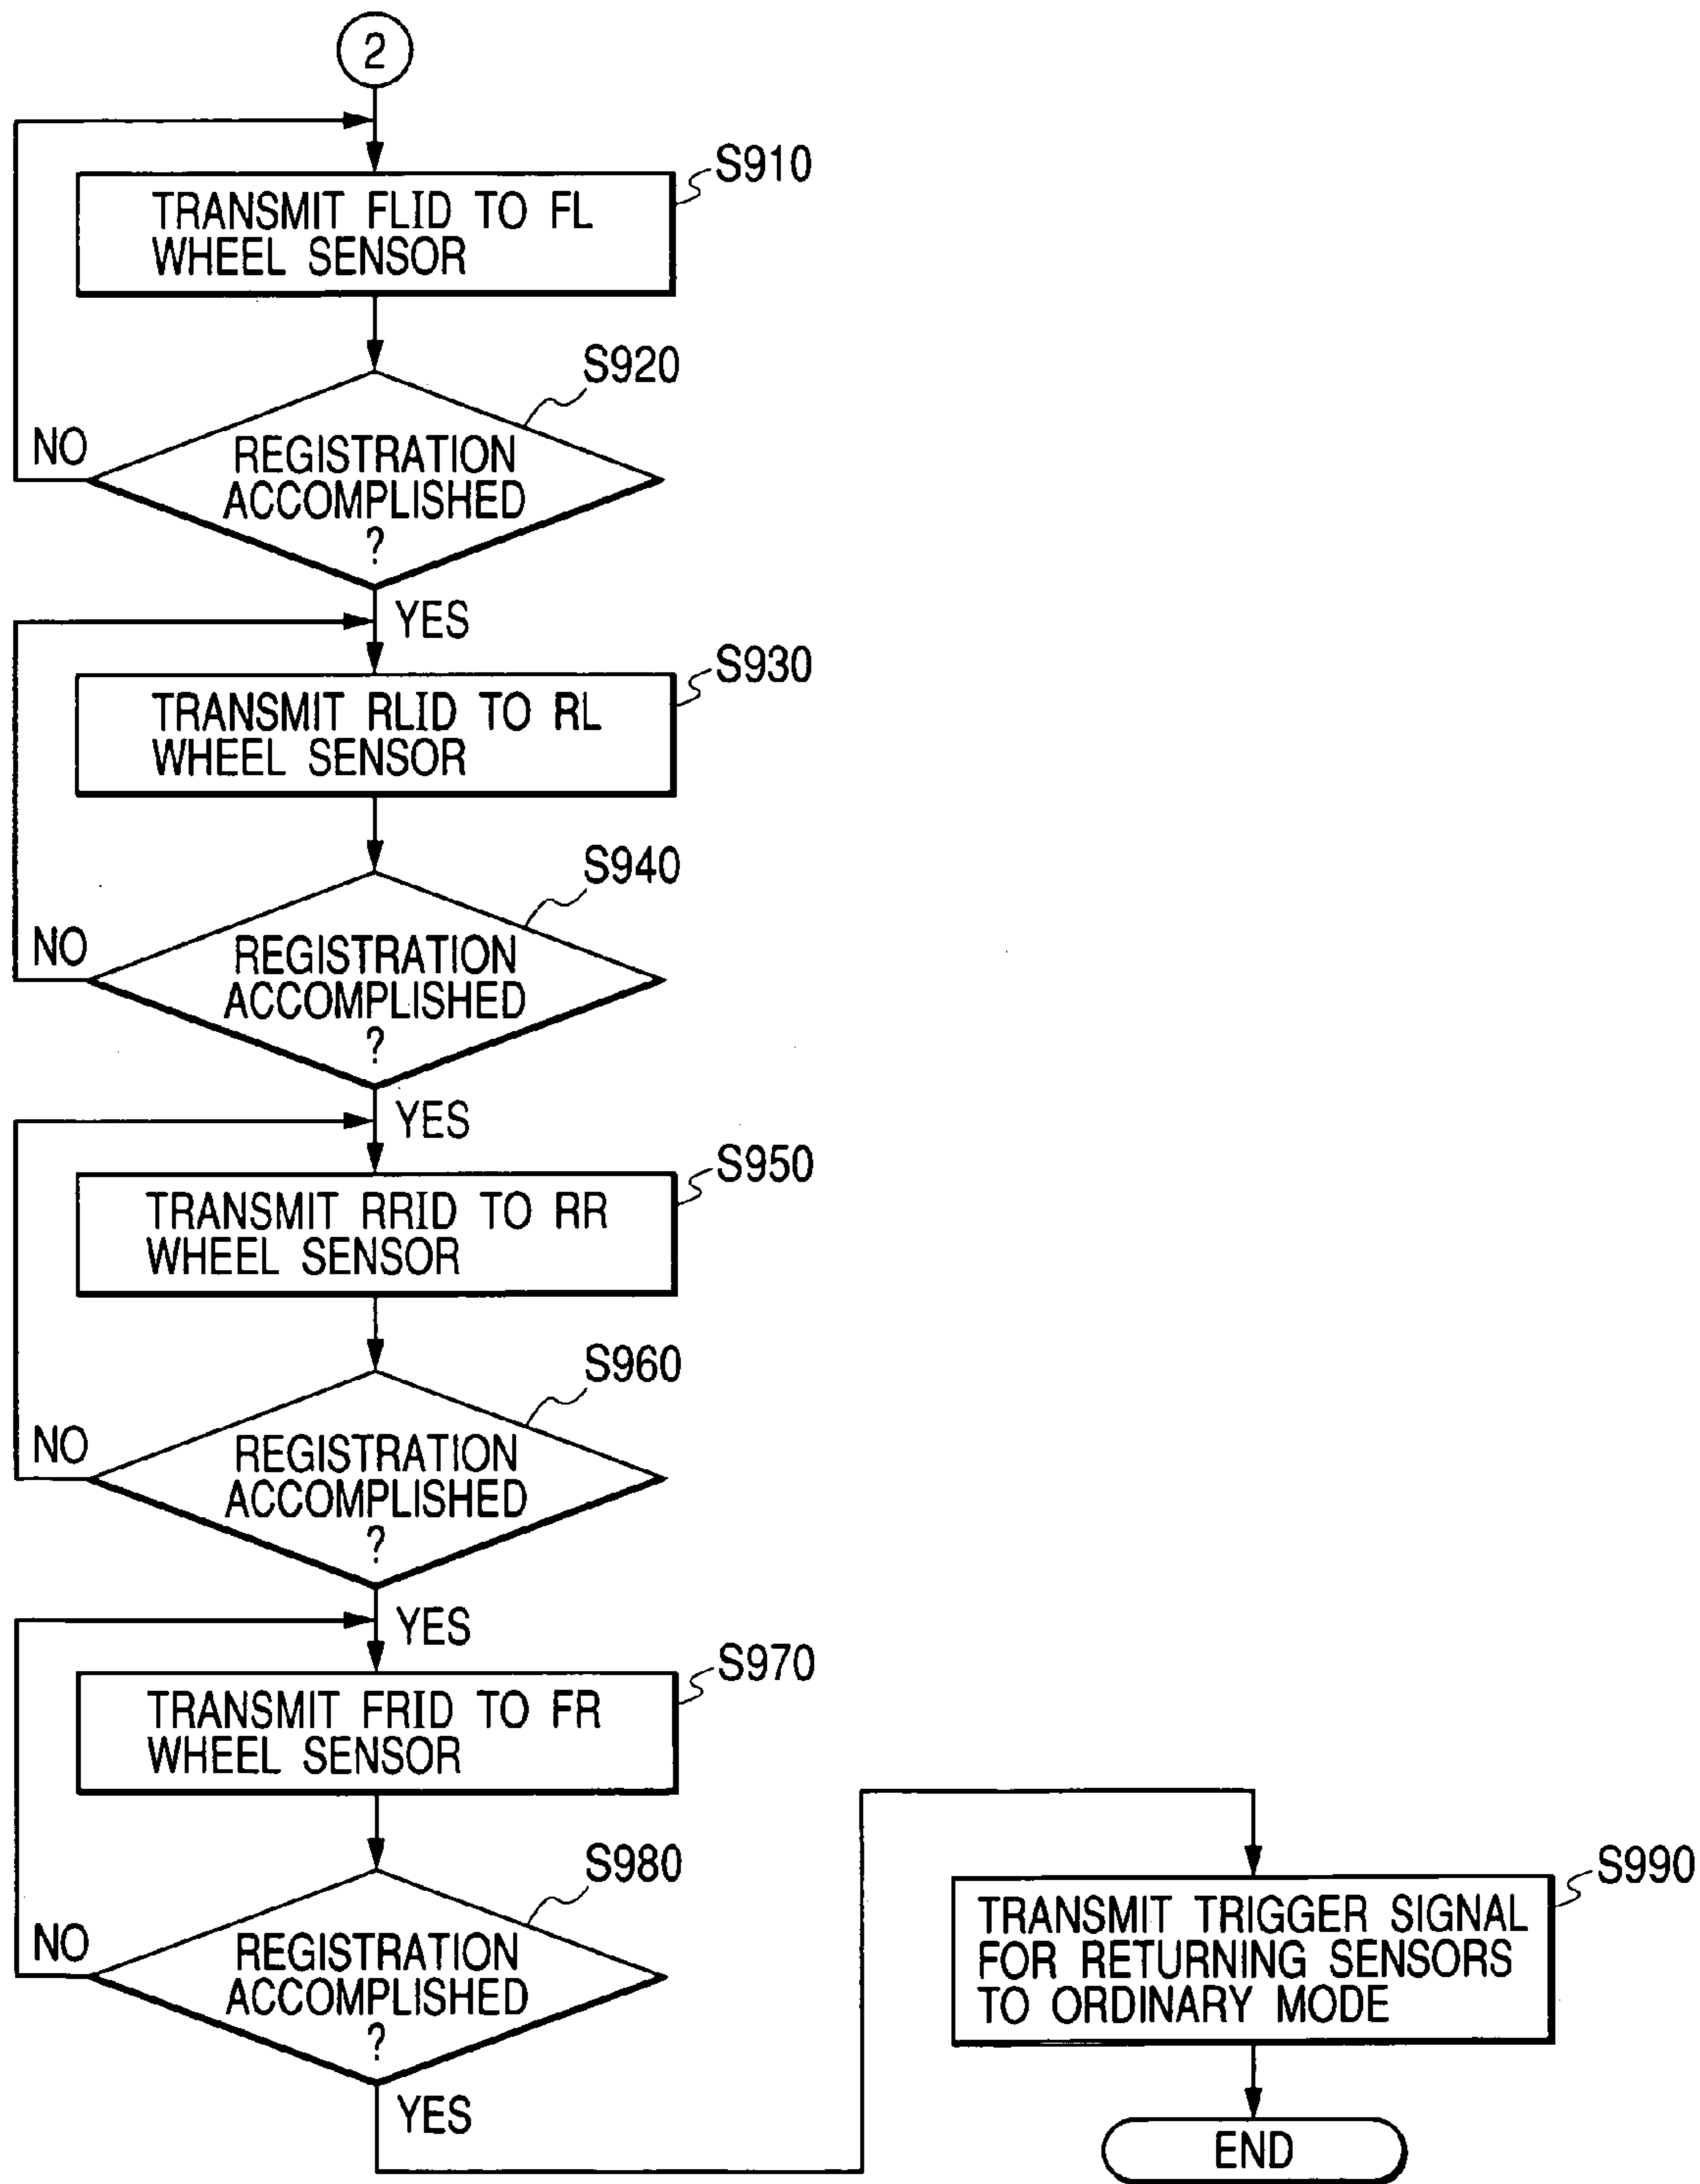 2
S910
TRANSMIT FLID TO FL
WHEEL SENSOR
S920
NO
REGISTRATION
ACCOMPLISHED
?
YES
S930
TRANSMIT RLID TO RL
WHEEL SENSOR
S940
NO
REGISTRATION
ACCOMPLISHED
?
YES
S950
TRANSMIT RRID TO RR
WHEEL SENSOR
S960
NO
REGISTRATION
ACCOMPLISHED
?
YES
S970
TRANSMIT FRID TO FR
WHEEL SENSOR
S980
NO
REGISTRATION
ACCOMPLISHED
?
YES
S990
TRANSMIT TRIGGER SIGNAL
FOR RETURNING SENSORS
TO ORDINARY MODE
END